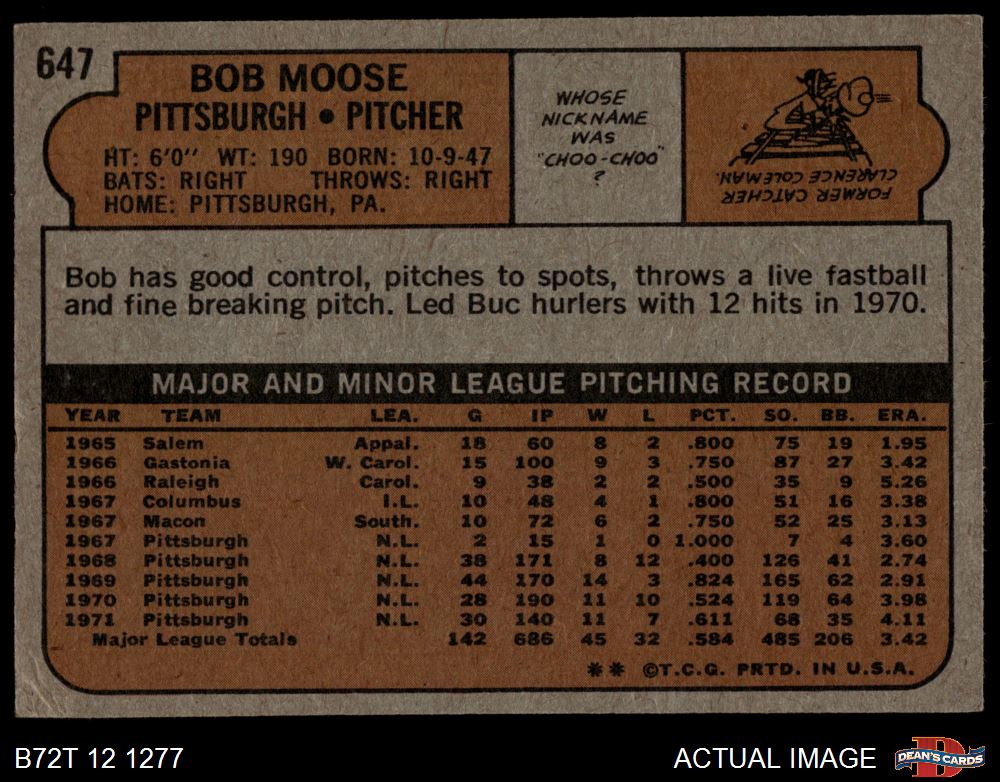 647
BOB MOOSE
PITTSBURGH • PITCHER
HT: 6'0" WT: 190 BORN: 10-9-47
BATS: RIGHT THROWS: RIGHT
HOME: PITTSBURGH, PA.
WHOSE
NICKNAME
WAS
"CHOO-CHOO"
?
FORMER CATCHER
CLARENCE COLEMAN.
Bob has good control, pitches to spots, throws a live fastball
and fine breaking pitch. Led Buc hurlers with 12 hits in 1970.
MAJOR AND MINOR LEAGUE PITCHING RECORD
YEAR TEAM LEA. G IP W L PCT. SO. BB. ERA.
1965 Salem Appal. 18 60 8 2 .800 75 19 1.95
1966 Gastonia W. Carol. 15 100 9 3 .750 87 27 3.42
1966 Raleigh Carol. 9 38 2 2 .500 35 9 5.26
1967 Columbus I.L. 10 48 4 1 .800 51 16 3.38
1967 Macon South. 10 72 6 2 .750 52 25 3.13
1967 Pittsburgh N.L. 2 15 1 0 1.000 7 4 3.60
1968 Pittsburgh N.L. 38 171 8 12 .400 126 41 2.74
1969 Pittsburgh N.L. 44 170 14 3 .824 165 62 2.91
1970 Pittsburgh N.L. 28 190 11 10 .524 119 64 3.98
1971 Pittsburgh N.L. 30 140 11 7 .611 68 35 4.11
Major League Totals 142 686 45 32 .584 485 206 3.42
** ©T.C.G. PRTD. IN U.S.A.
B72T 12 1277
ACTUAL IMAGE
D
DEAN'S CARDS